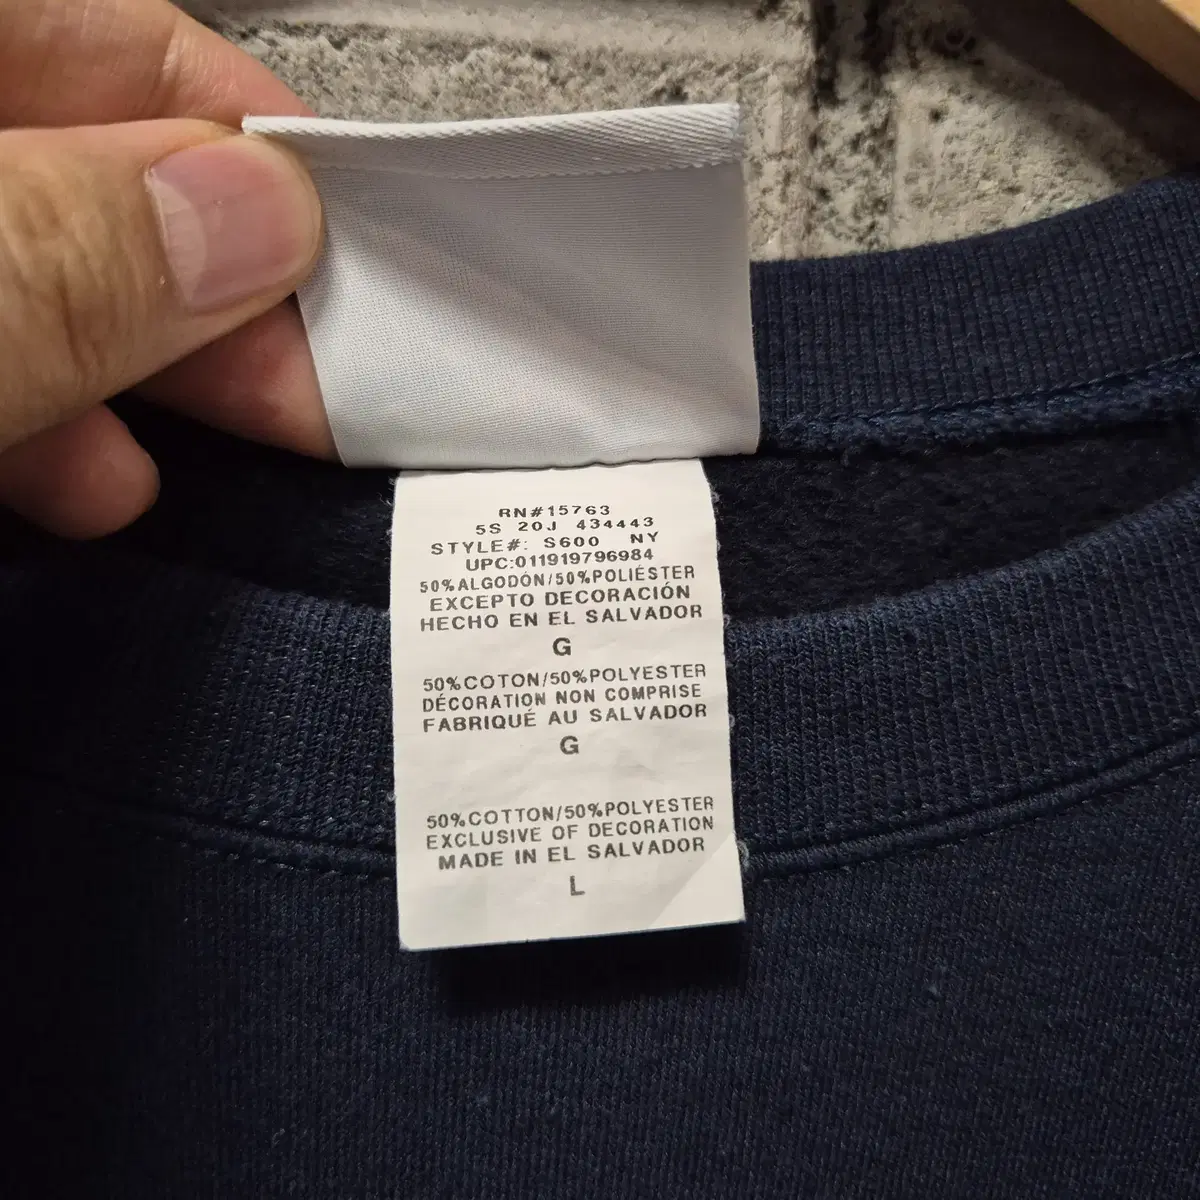 RN#15763
5S 20J 434443
STYLE#: S600 NY
UPC:011919796984
50%ALGODÓN/50%POLIÉSTER
EXCEPTO DECORACIÓN
HECHO EN EL SALVADOR
G
50%COTON/50%POLYESTER
DÉCORATION NON COMPRISE
FABRIQUÉ AU SALVADOR
G
50%COTTON/50%POLYESTER
EXCLUSIVE OF DECORATION
MADE IN EL SALVADOR
L